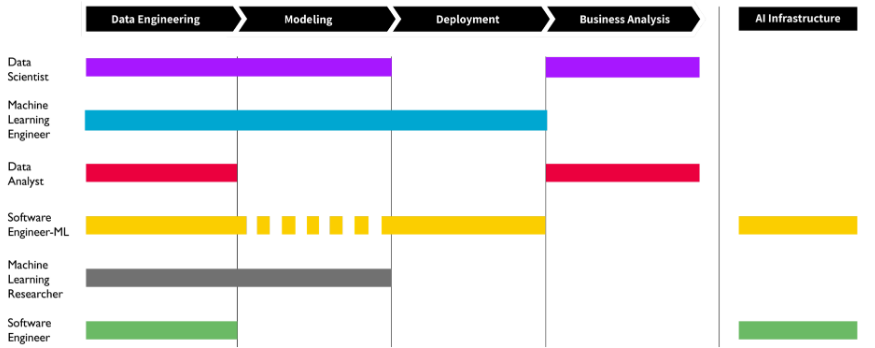 Data Engineering
Modeling
Deployment
Business Analysis
AI Infrastructure
Data
Scientist
Machine
Learning
Engineer
Data
Analyst
Software
Engineer-ML
Machine
Learning
Researcher
Software
Engineer